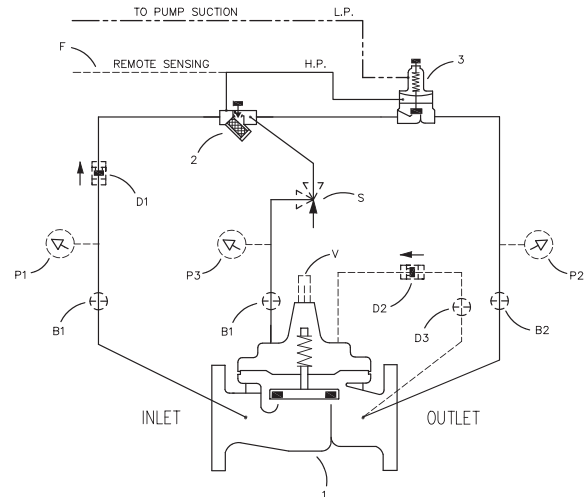 TO PUMP SUCTION L.P.
F REMOTE SENSING H.P. 3
2
D1 S
P1 P3 V P2
D2
B1 B1 D3 B2
INLET OUTLET
1